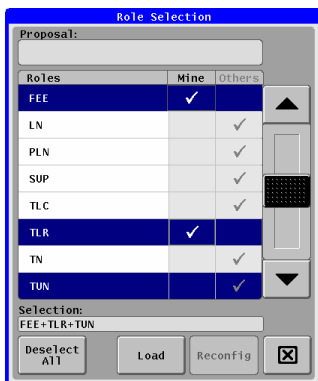 Role Selection
Proposal:
Roles Mine Others
FEE ✓
LN ✓
PLN ✓
SUP ✓
TLC ✓
TLR ✓
TN ✓
TUN ✓
Selection:
FEE+TLR+TUN
Deselect All Load Reconfig